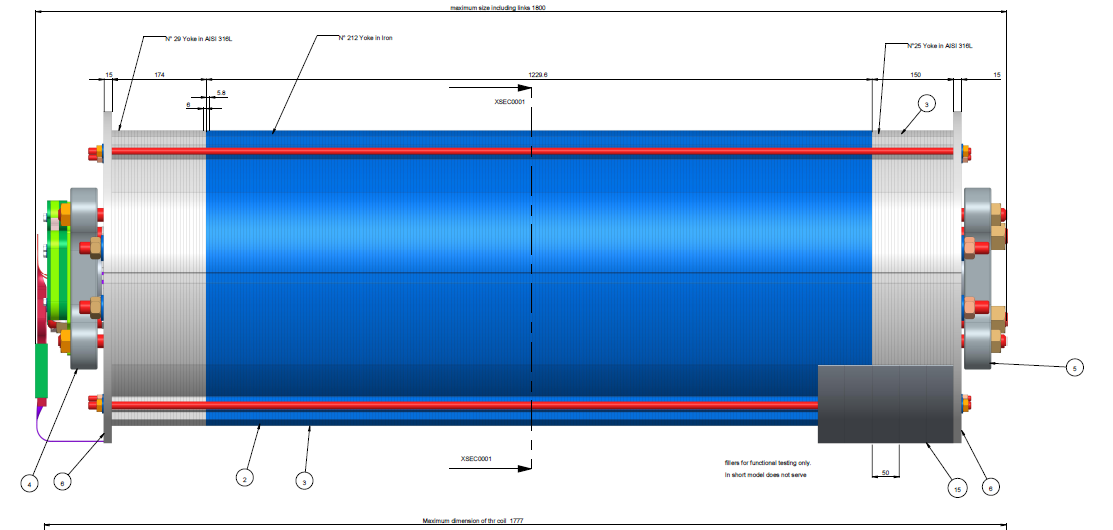 maximum size including links 1800
N° 29 Yoke in AISI 316L
N° 212 Yoke in Iron
N°25 Yoke in AISI 316L
15
174
1229.6
150
15
5.8
6
XSEC0001
3
5
XSEC0001
fillers for functional testing only.
In short model does not serve
50
4
6
2
3
15
6
Maximum dimension of thr coil 1777